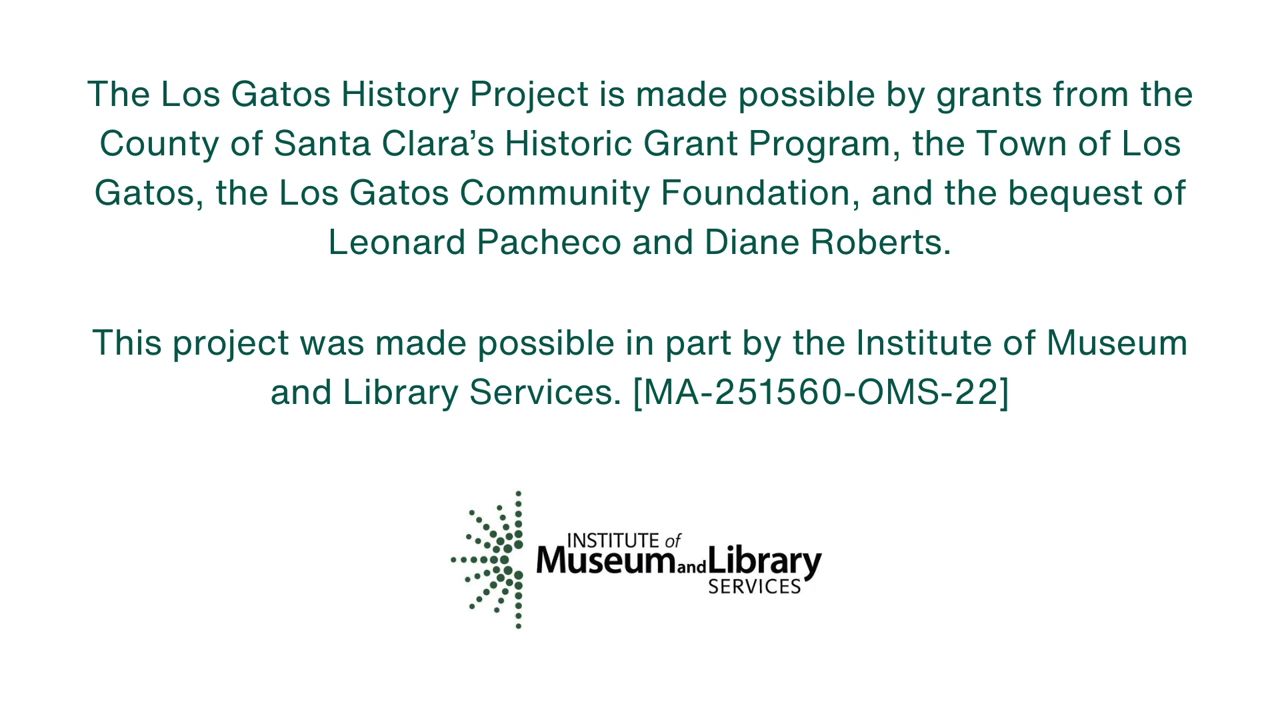 The Los Gatos History Project is made possible by grants from the
County of Santa Clara’s Historic Grant Program, the Town of Los
Gatos, the Los Gatos Community Foundation, and the bequest of
Leonard Pacheco and Diane Roberts.
This project was made possible in part by the Institute of Museum
and Library Services. [MA-251560-OMS-22]
INSTITUTE of
Museum and Library
SERVICES